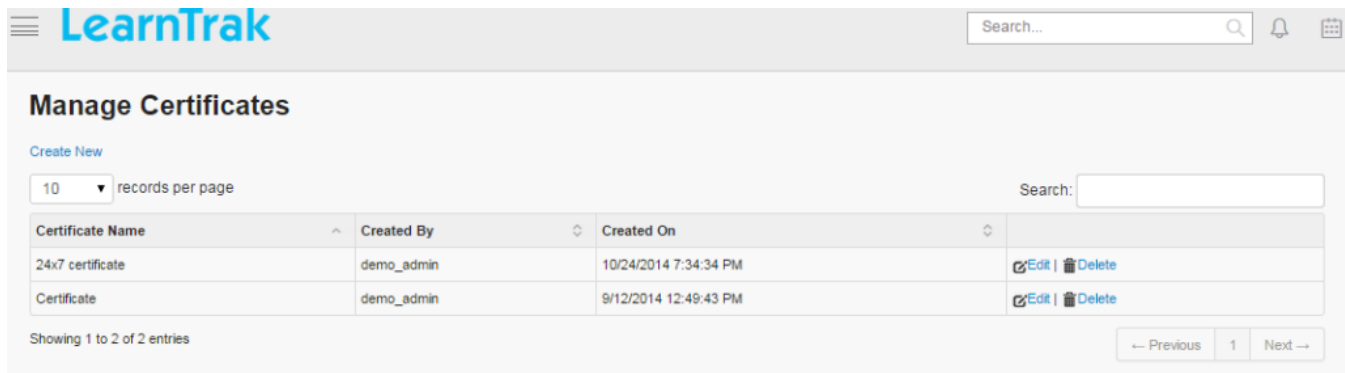 LearnTrak
Search...
Manage Certificates
Create New
10 records per page
Search:
Certificate Name Created By Created On
24x7 certificate demo_admin 10/24/2014 7:34:34 PM Edit | Delete
Certificate demo_admin 9/12/2014 12:49:43 PM Edit | Delete
Showing 1 to 2 of 2 entries
← Previous 1 Next →